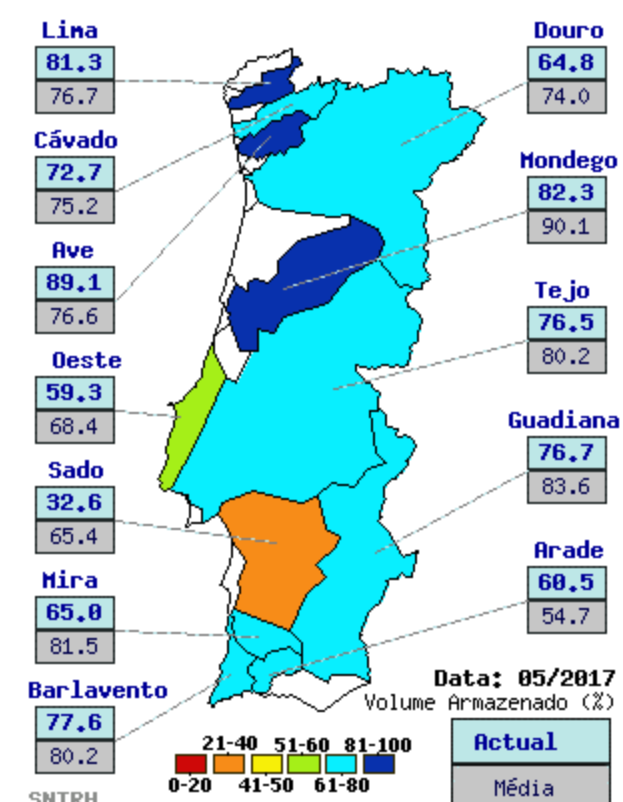 Lima
81.3
76.7
Cávado
72.7
75.2
Ave
89.1
76.6
Oeste
59.3
68.4
Sado
32.6
65.4
Mira
65.0
81.5
Barlavento
77.6
80.2
SNIRH
Douro
64.8
74.0
Mondego
82.3
90.1
Tejo
76.5
80.2
Guadiana
76.7
83.6
Arade
60.5
54.7
Data: 05/2017
Volume Armazenado (%)
21-40 51-60 81-100
0-20 41-50 61-80
Actual
Média